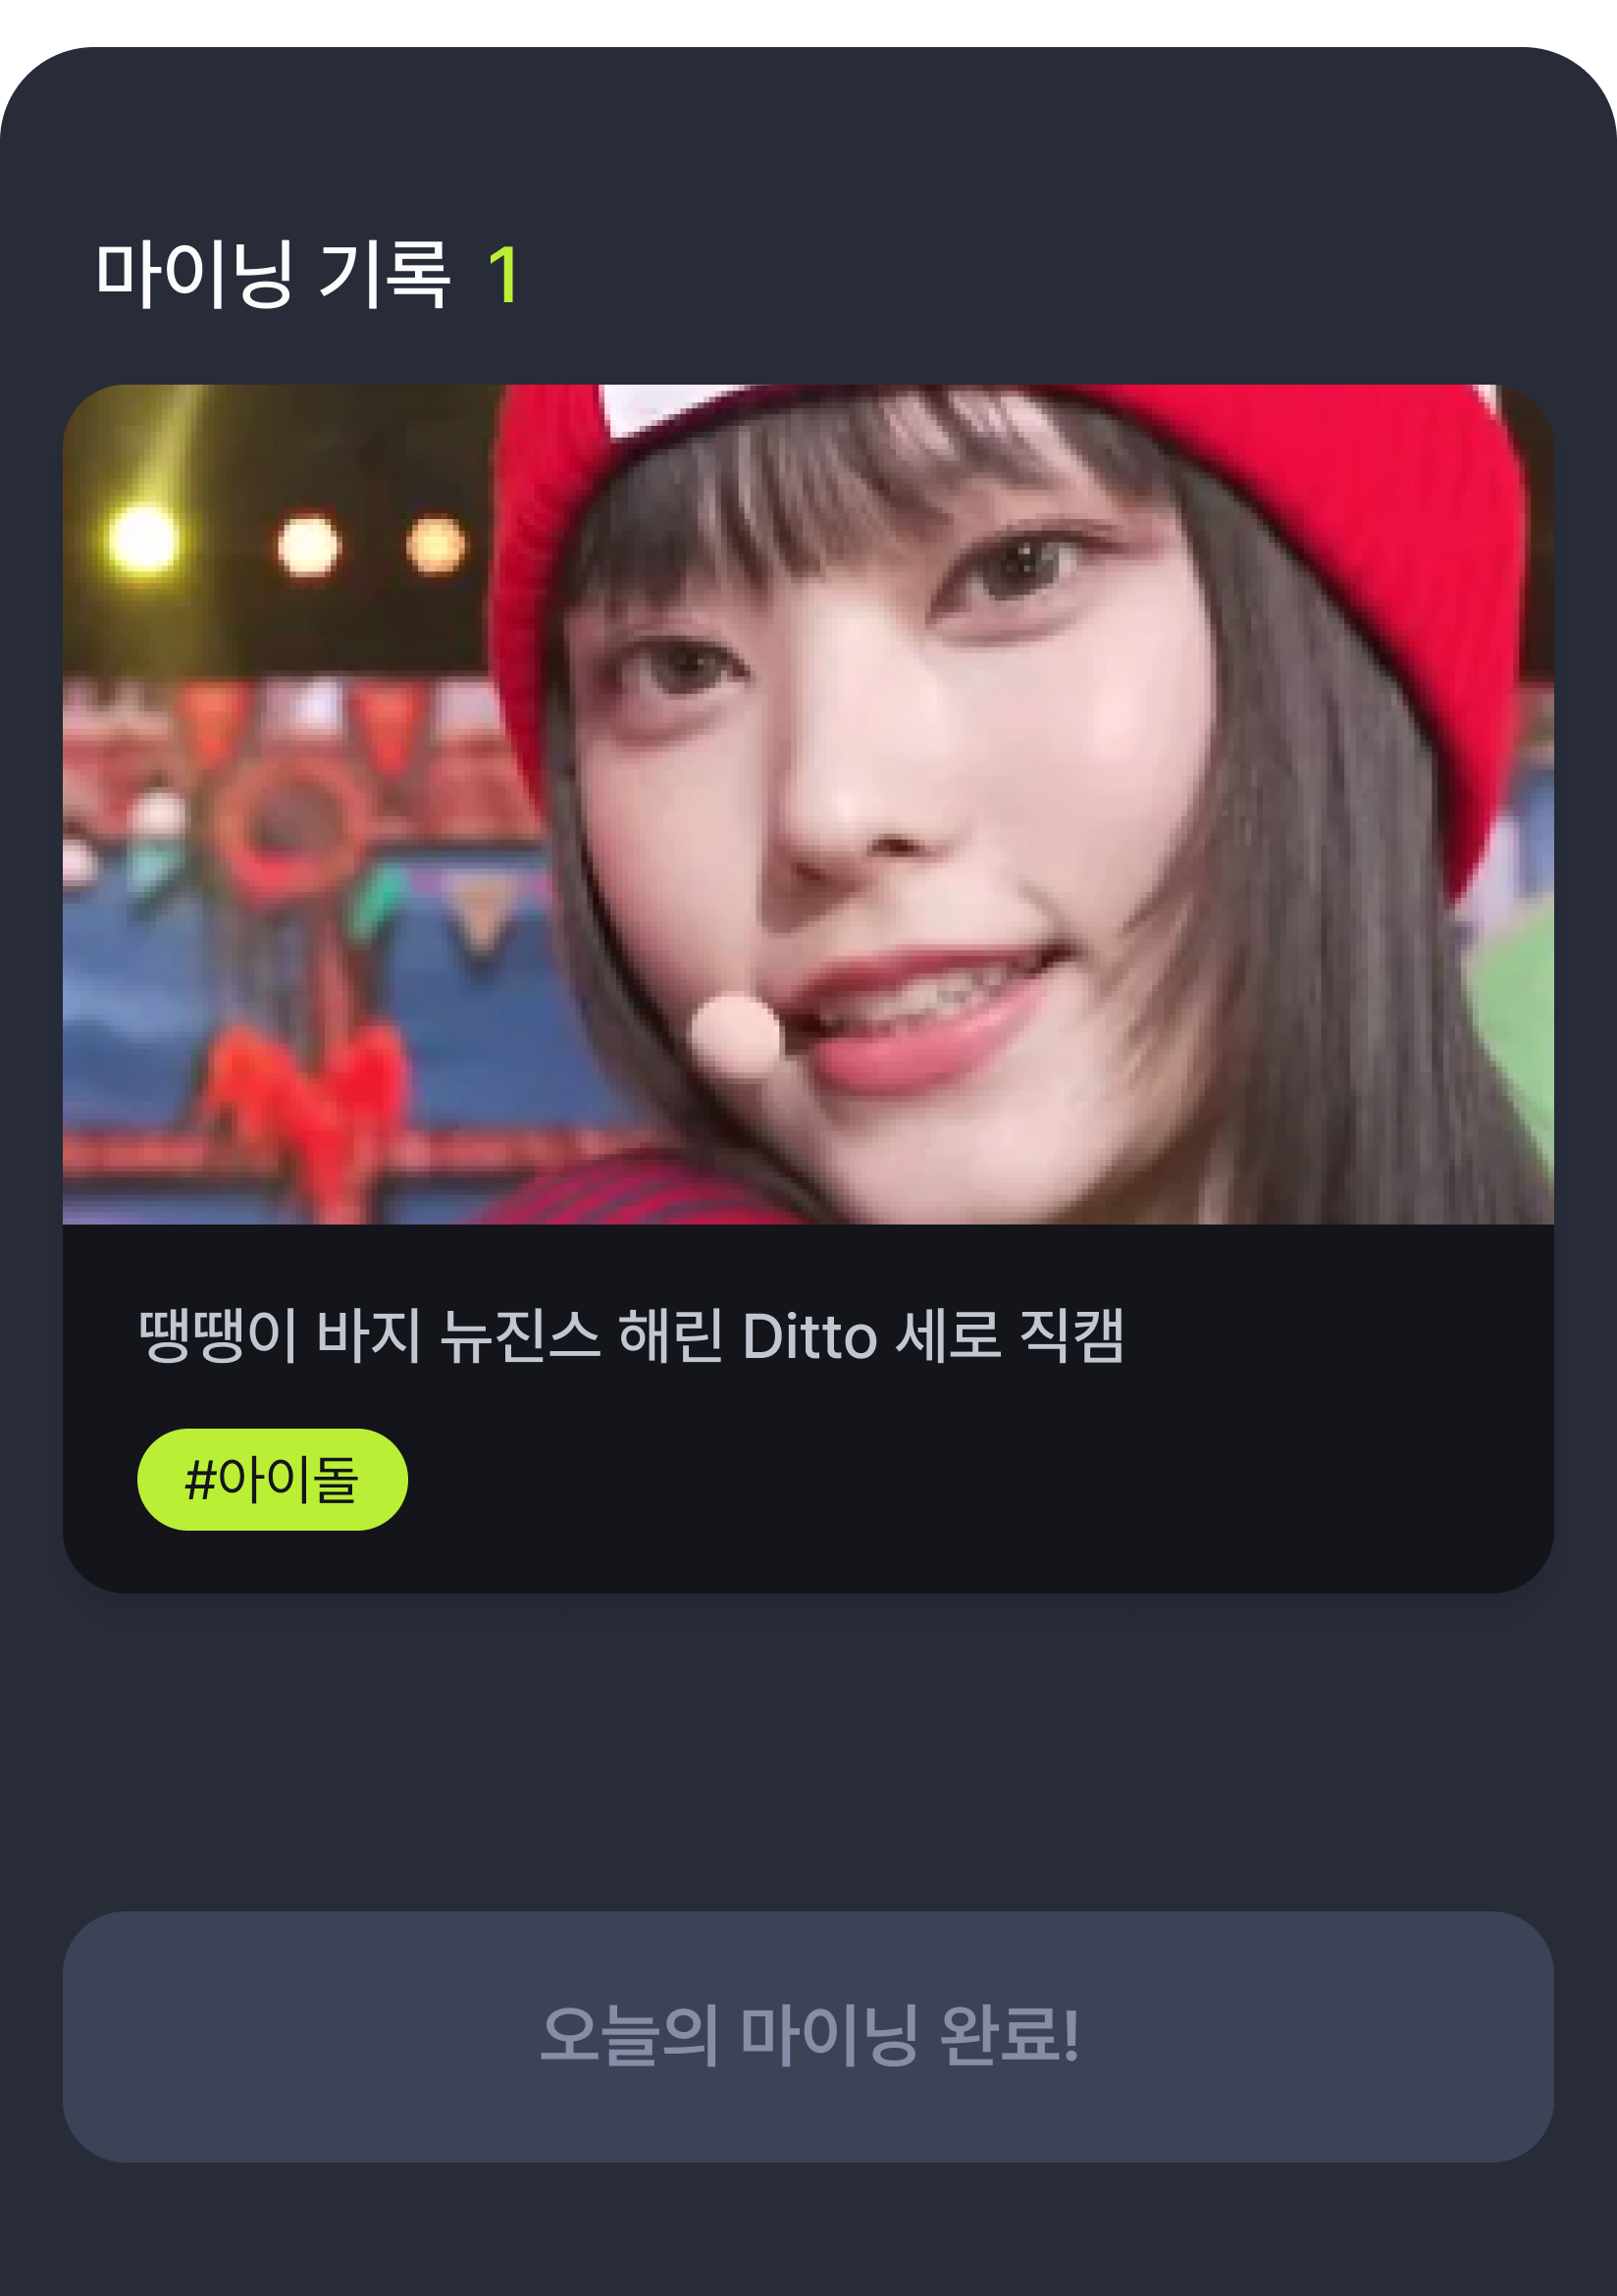 마이닝 기록 1
땡땡이 바지 뉴진스 해린 Ditto 세로 직캠
#아이돌
오늘의 마이닝 완료!